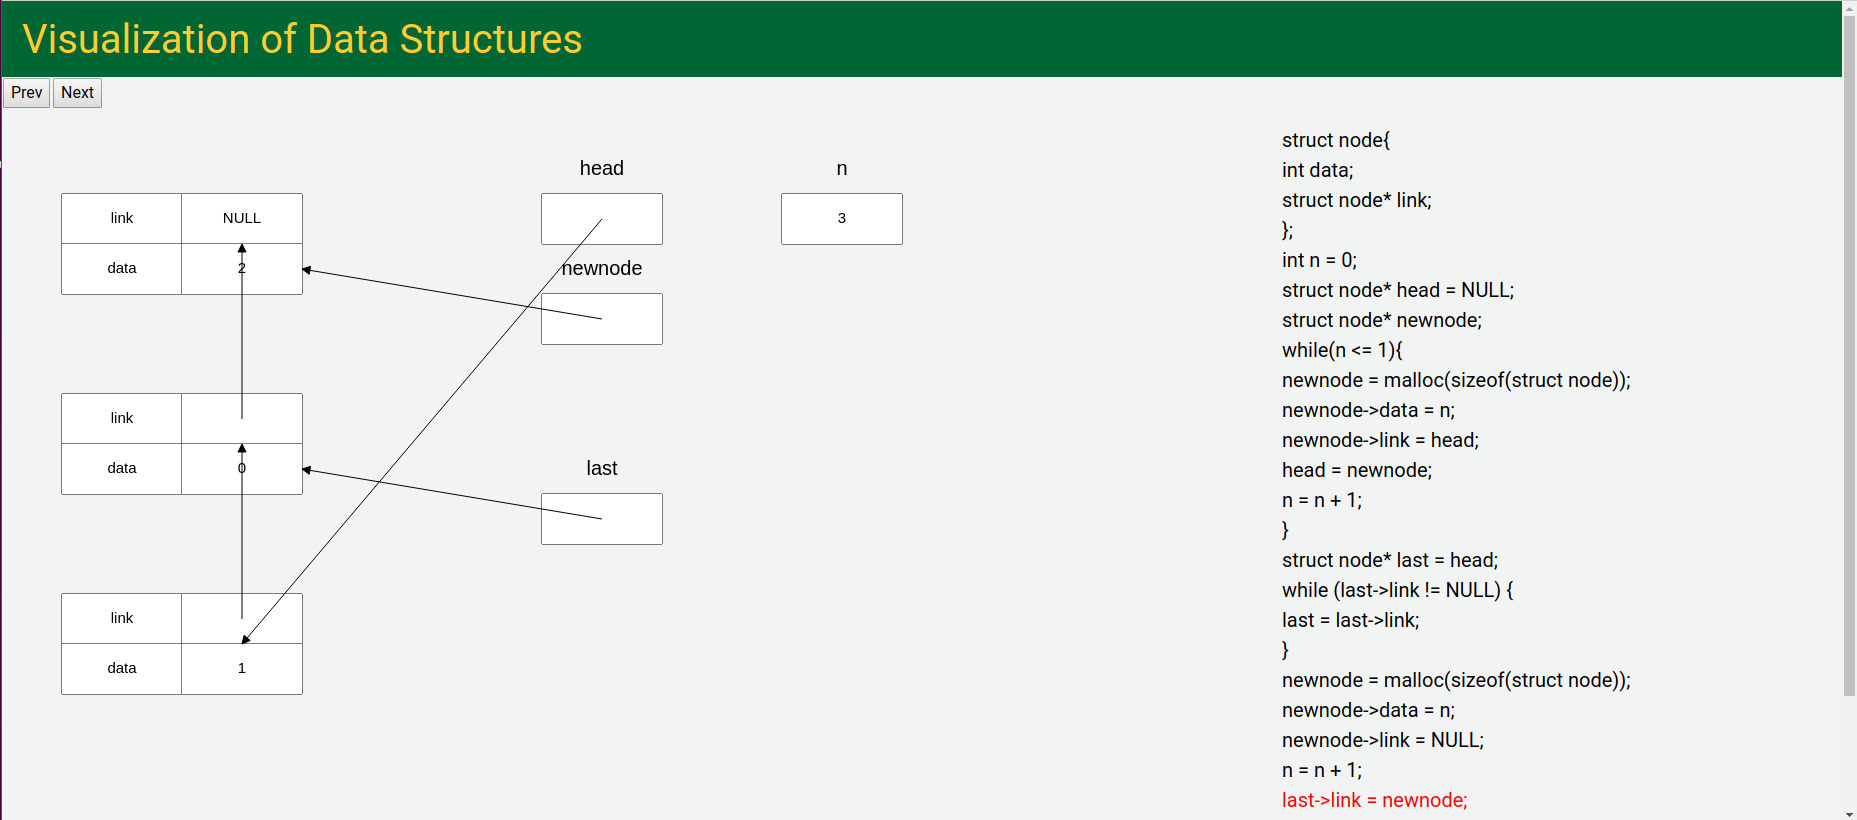 Visualization of Data Structures
Prev Next
head n
link NULL 3
newnode
data 2
link
last
data 0
link
data 1
struct node{
int data;
struct node* link;
};
int n = 0;
struct node* head = NULL;
struct node* newnode;
while(n <= 1){
newnode = malloc(sizeof(struct node));
newnode->data = n;
newnode->link = head;
head = newnode;
n = n + 1;
}
struct node* last = head;
while (last->link != NULL) {
last = last->link;
}
newnode = malloc(sizeof(struct node));
newnode->data = n;
newnode->link = NULL;
n = n + 1;
last->link = newnode;